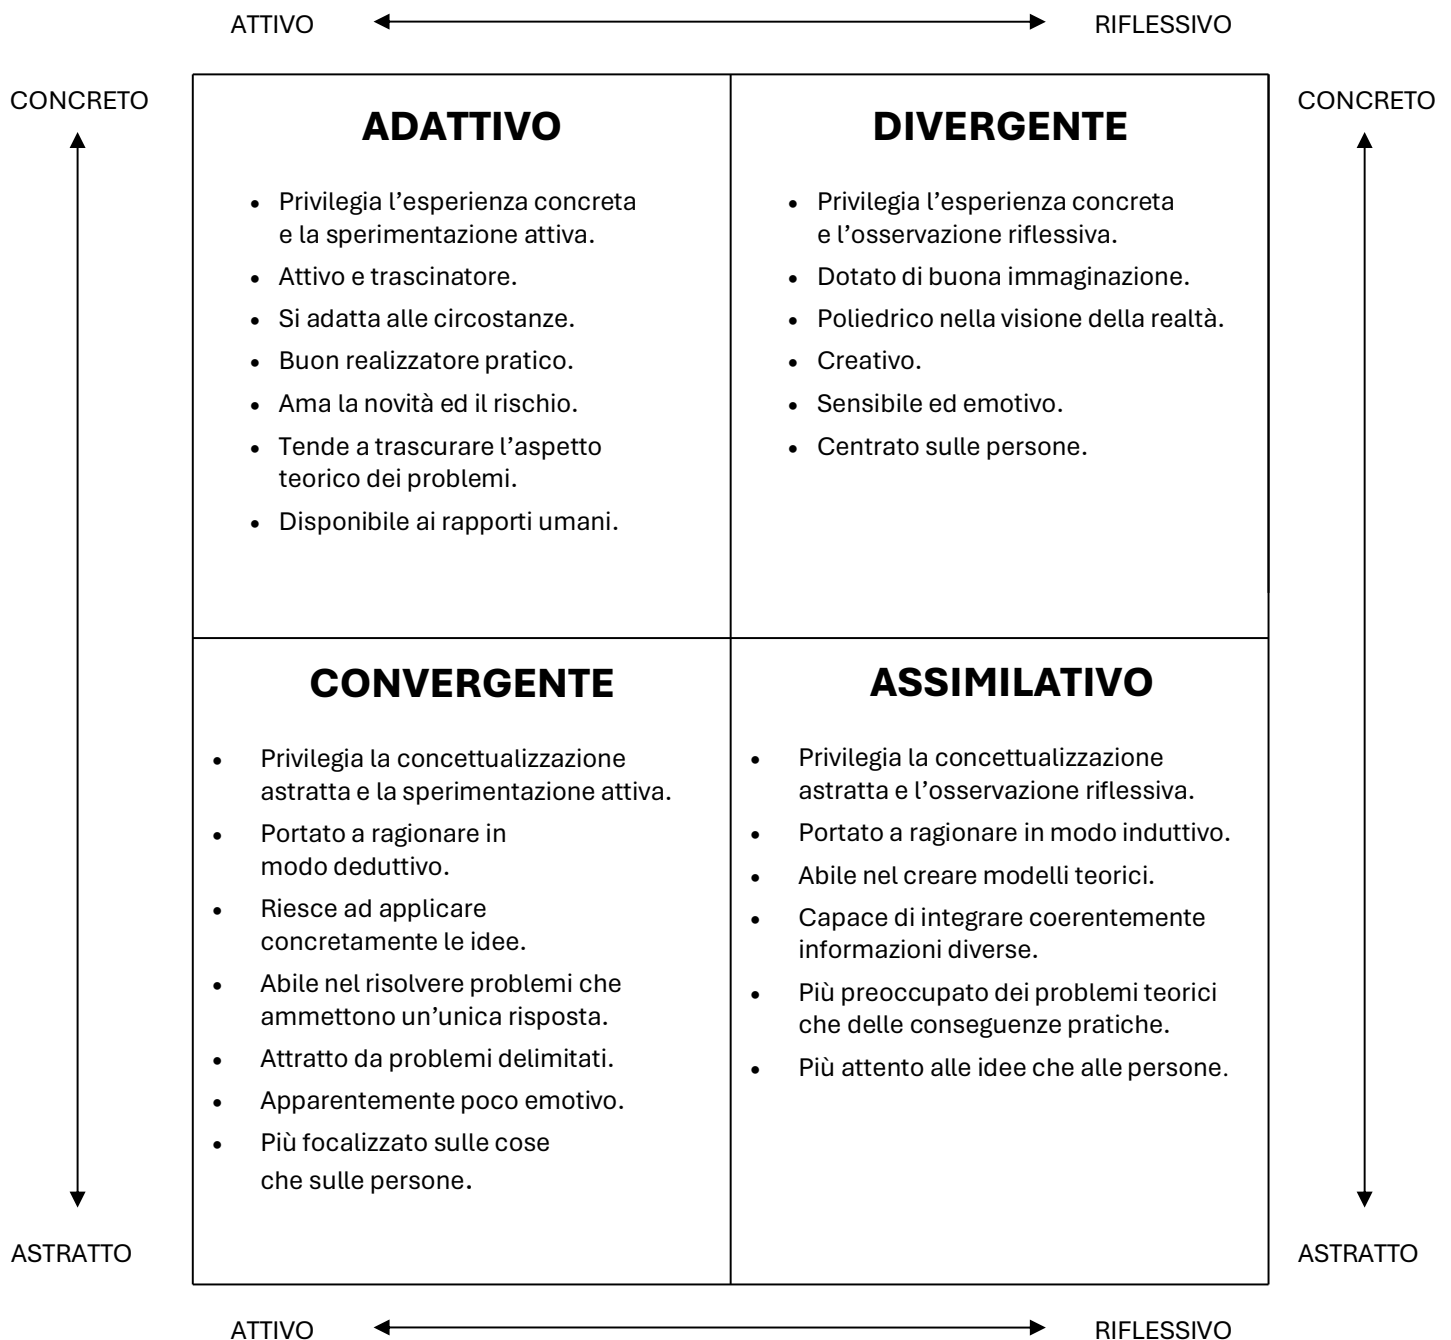 ATTIVO RIFLESSIVO
CONCRETO CONCRETO
ADATTIVO
• Privilegia l’esperienza concreta
e la sperimentazione attiva.
• Attivo e trascinatore.
• Si adatta alle circostanze.
• Buon realizzatore pratico.
• Ama la novità ed il rischio.
• Tende a trascurare l’aspetto
teorico dei problemi.
• Disponibile ai rapporti umani.
DIVERGENTE
• Privilegia l’esperienza concreta
e l’osservazione riflessiva.
• Dotato di buona immaginazione.
• Poliedrico nella visione della realtà.
• Creativo.
• Sensibile ed emotivo.
• Centrato sulle persone.
CONVERGENTE
• Privilegia la concettualizzazione
astratta e la sperimentazione attiva.
• Portato a ragionare in
modo deduttivo.
• Riesce ad applicare
concretamente le idee.
• Abile nel risolvere problemi che
ammettono un’unica risposta.
• Attratto da problemi delimitati.
• Apparentemente poco emotivo.
• Più focalizzato sulle cose
che sulle persone.
ASSIMILATIVO
• Privilegia la concettualizzazione
astratta e l’osservazione riflessiva.
• Portato a ragionare in modo induttivo.
• Abile nel creare modelli teorici.
• Capace di integrare coerentemente
informazioni diverse.
• Più preoccupato dei problemi teorici
che delle conseguenze pratiche.
• Più attento alle idee che alle persone.
ASTRATTO ASTRATTO
ATTIVO RIFLESSIVO